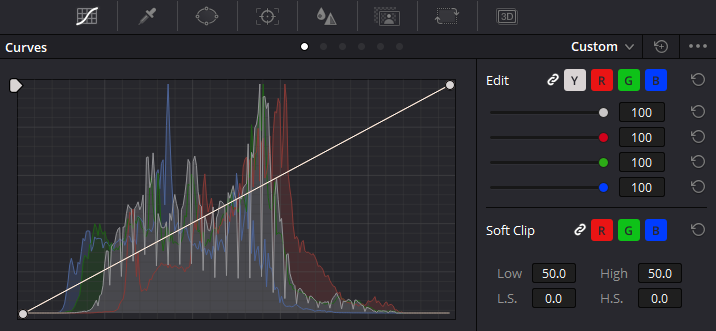 3D
Curves
Custom
Edit Y R G B
100
100
100
100
Soft Clip R G B
Low 50.0 High 50.0
L.S. 0.0 H.S. 0.0